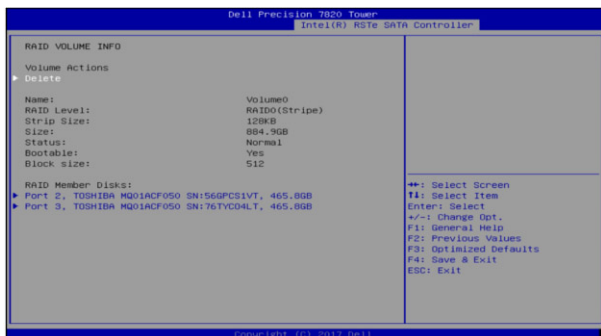 Dell Precision 7820 Tower
Intel(R) RSTe SATA Controller
RAID VOLUME INFO
Volume Actions
Delete
Name: Volume0
RAID Level: RAID0(Stripe)
Strip Size: 128KB
Size: 884.9GB
Status: Normal
Bootable: Yes
Block size: 512
RAID Member Disks:
Port 2, TOSHIBA MQ01ACF050 SN:56GPCS1VT, 465.8GB
Port 3, TOSHIBA MQ01ACF050 SN:76TYC04LT, 465.8GB
→←: Select Screen
↑↓: Select Item
Enter: Select
+/-: Change Opt.
F1: General Help
F2: Previous Values
F3: Optimized Defaults
F4: Save & Exit
ESC: Exit
Copyright (C) 2017 Dell